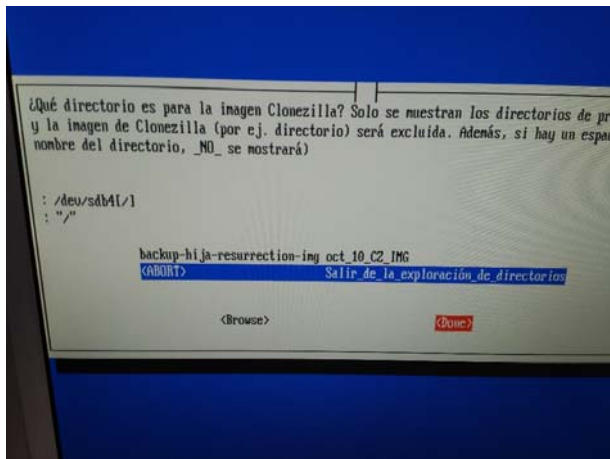 ¿Qué directorio es para la imagen Clonezilla? Solo se muestran los directorios de
y la imagen de Clonezilla (por ej. directorio) será excluida. Además, si hay un
nombre del directorio, _NO_ se mostrará)
: /dev/sdb4[/]
: "/"
backup-hija-resurrection-img oct_10_CZ_IMG
<ABORT> Salir_de_la_exploración_de_directorios
<Browse> <Done>